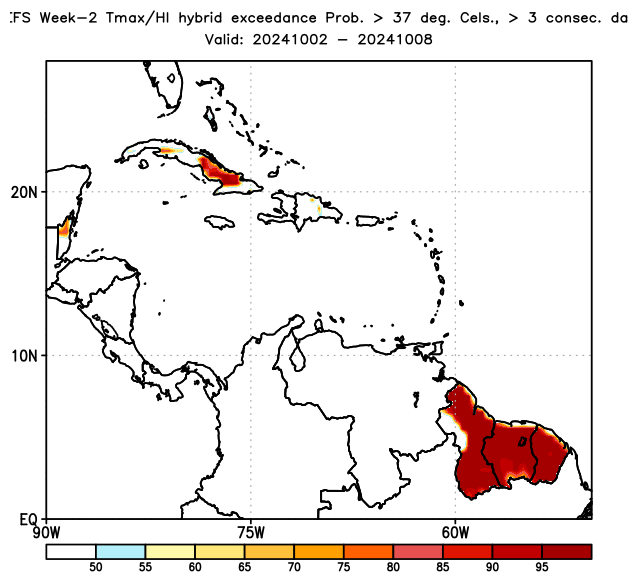 EFS Week-2 Tmax/HI hybrid exceedance Prob. > 37 deg. Cels., > 3 consec. da
Valid: 20241002 - 20241008
20N
10N
EQ
90W 75W 60W
50 55 60 65 70 75 80 85 90 95